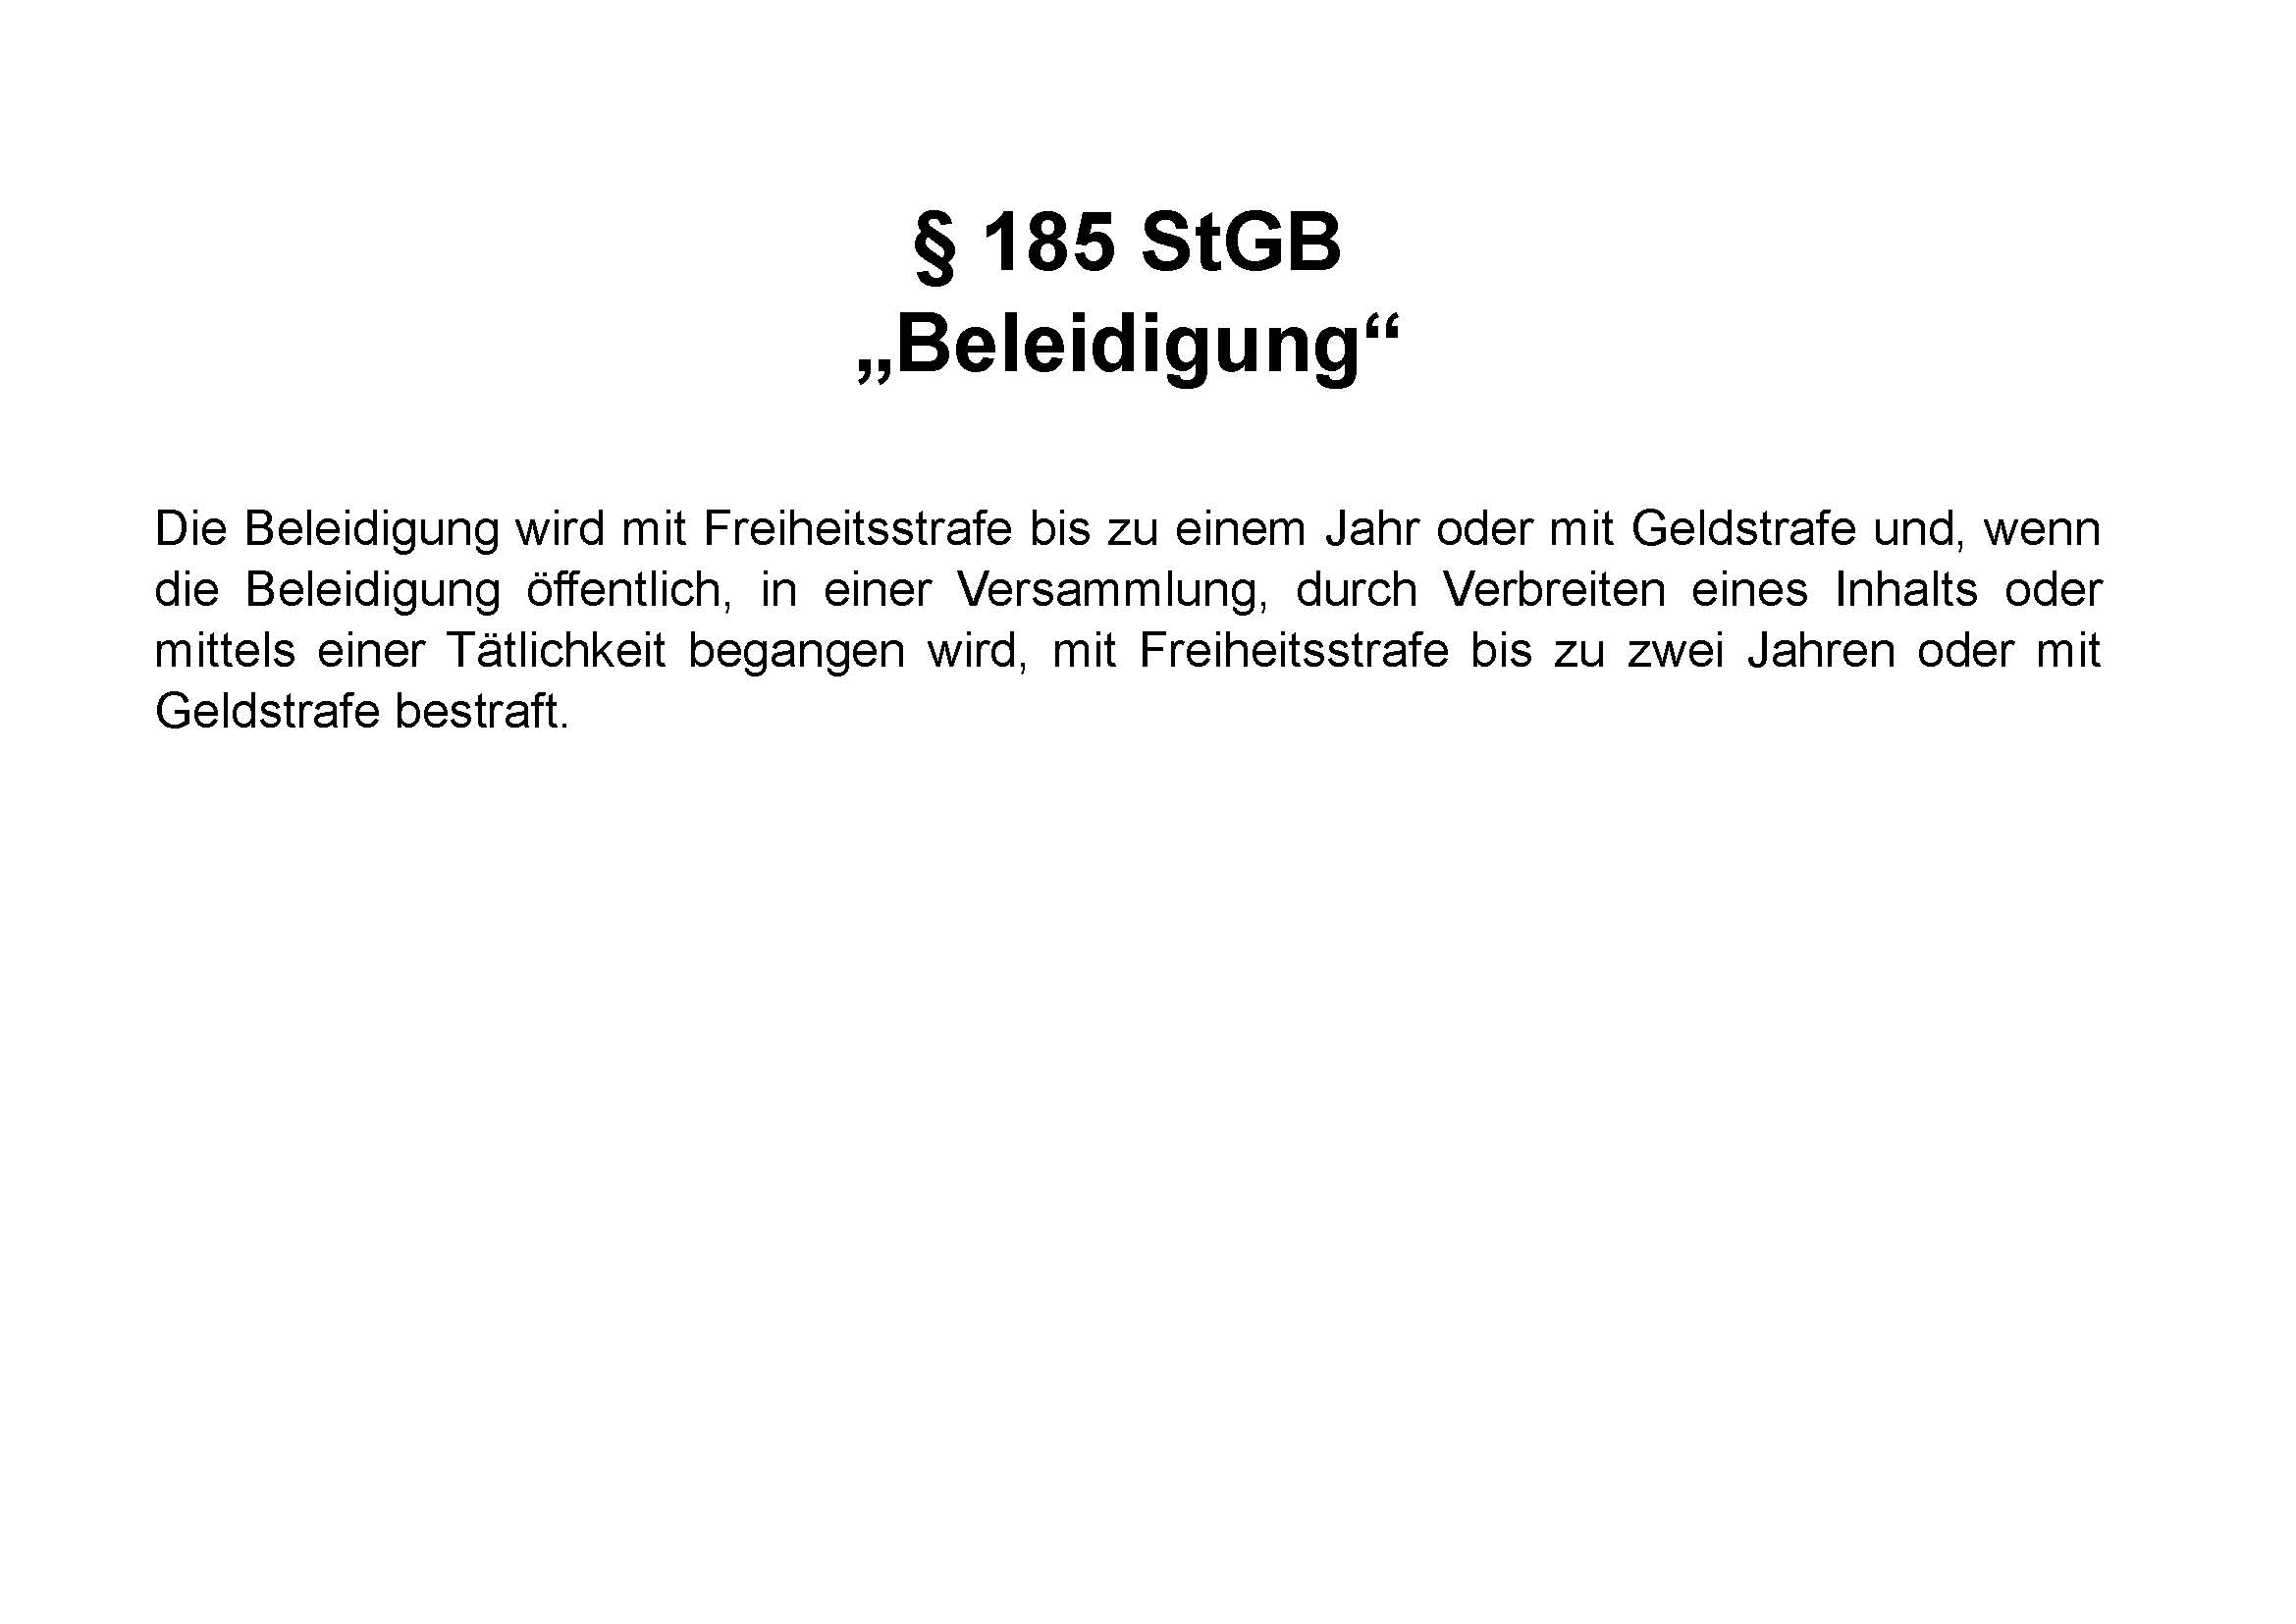 § 185 StGB
„Beleidigung“
Die Beleidigung wird mit Freiheitsstrafe bis zu einem Jahr oder mit Geldstrafe und, wenn
die Beleidigung öffentlich, in einer Versammlung, durch Verbreiten eines Inhalts oder
mittels einer Tätlichkeit begangen wird, mit Freiheitsstrafe bis zu zwei Jahren oder mit
Geldstrafe bestraft.